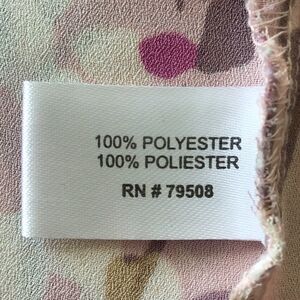 100% POLYESTER
100% POLIESTER
RN # 79508